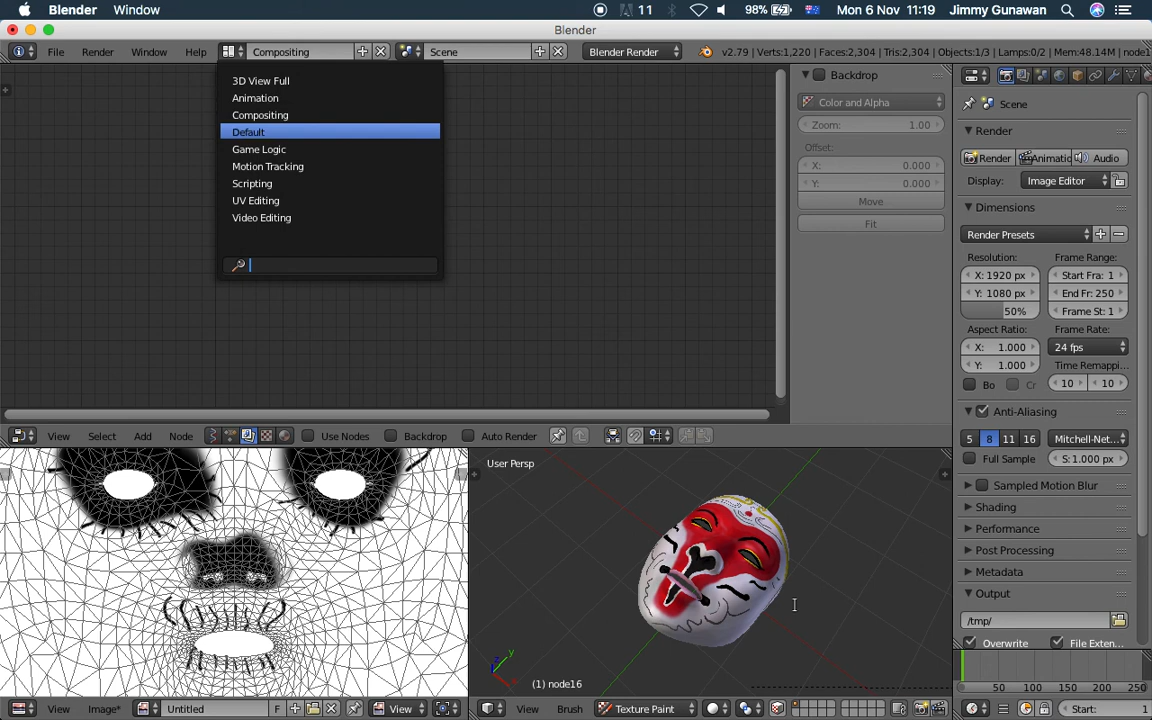 Blender Window 11 98% Mon 6 Nov 11:19 Jimmy Gunawan
Blender
File Render Window Help Compositing Scene Blender Render v2.79 | Verts:1,220 | Faces:2,304 | Tris:2,304 | Objects:1/3 | Lamps:0/2 | Mem:48.14M | node1
3D View Full
Animation
Compositing
Default
Game Logic
Motion Tracking
Scripting
UV Editing
Video Editing
Backdrop
Color and Alpha
Zoom: 1.00
Offset:
X: 0.000
Y: 0.000
Move
Fit
Scene
Render
Render Animatic Audio
Display: Image Editor
Dimensions
Render Presets
Resolution: Frame Range:
X: 1920 px Start Fra: 1
Y: 1080 px End Fr: 250
50% Frame St: 1
Aspect Ratio: Frame Rate:
X: 1.000 24 fps
Y: 1.000 Time Remappi...
Bo Cr 10 10
Anti-Aliasing
5 8 11 16 Mitchell-Net...
Full Sample S: 1.000 px
Sampled Motion Blur
Shading
Performance
Post Processing
Metadata
Output
/tmp/
Overwrite File Exten...
View Select Add Node Use Nodes Backdrop Auto Render
User Persp
(1) node16
View Image* Untitled F View
View Brush Texture Paint
0 50 100 150 200 250
Start: 1